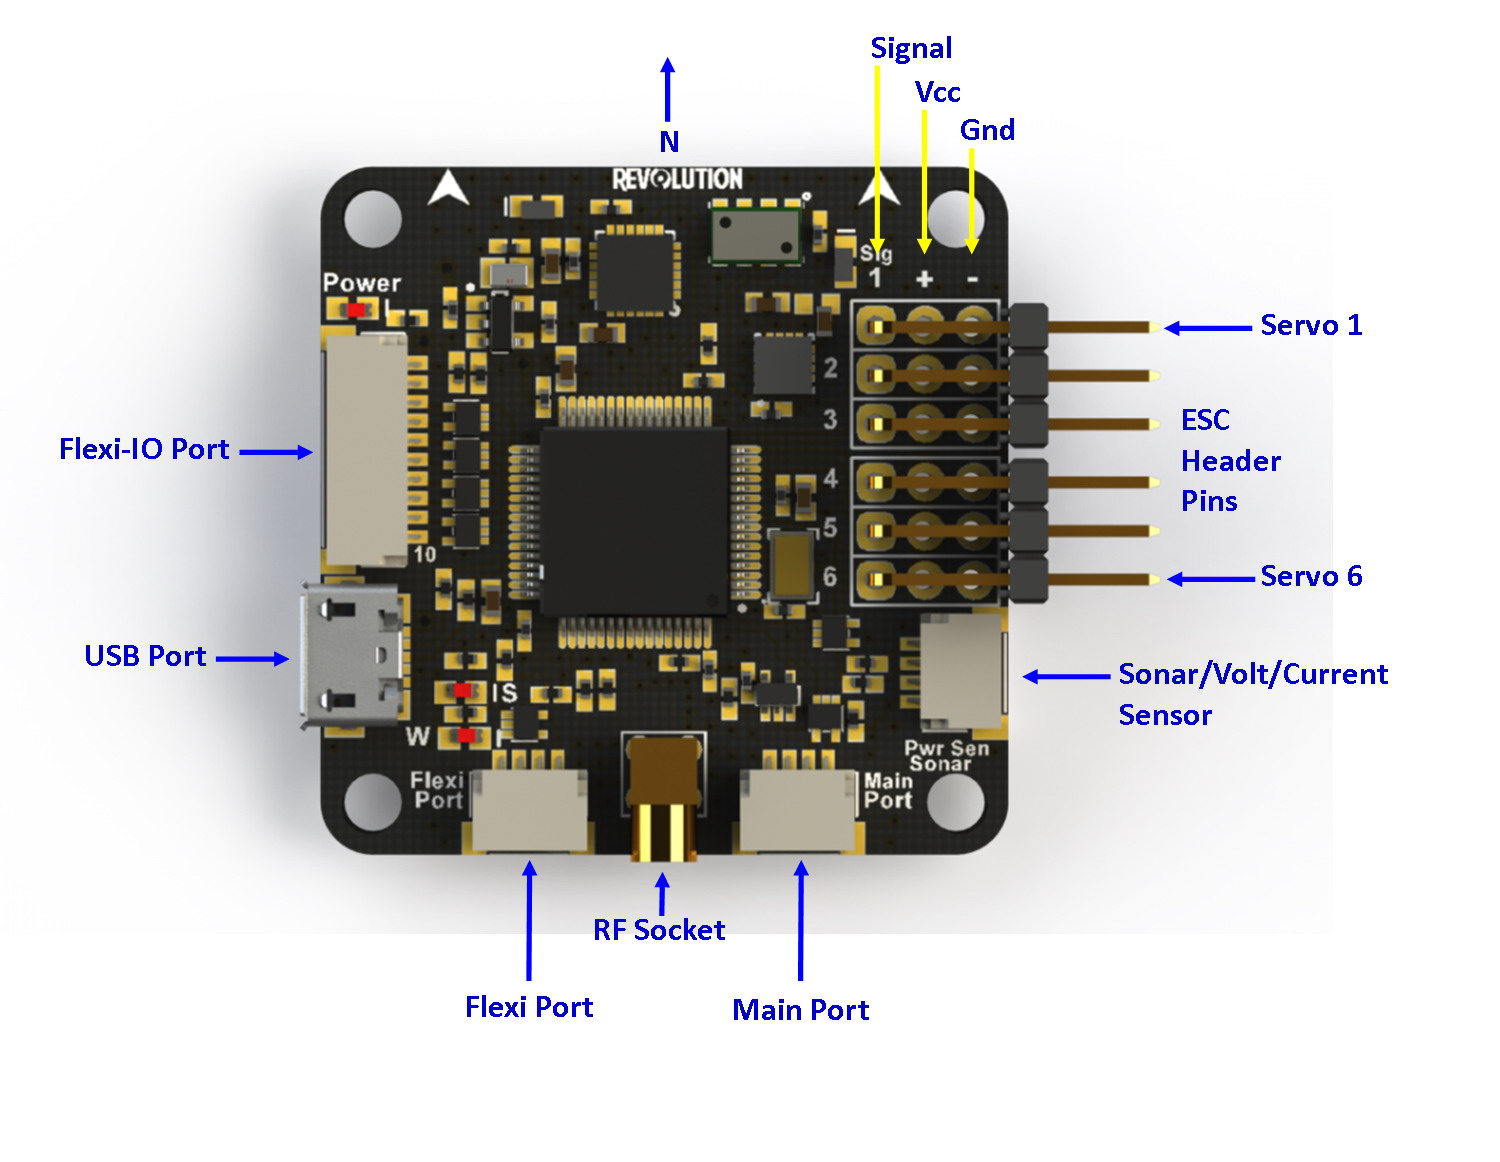 Signal
Vcc
Gnd
N
REVOLUTION
Sig
1 + -
Power
2
3
4
5
6
10
Servo 1
ESC
Header
Pins
Servo 6
Flexi-IO Port
USB Port
IS
W
Sonar/Volt/Current
Sensor
Pwr Sen
Sonar
Flexi
Port
Main
Port
RF Socket
Flexi Port
Main Port